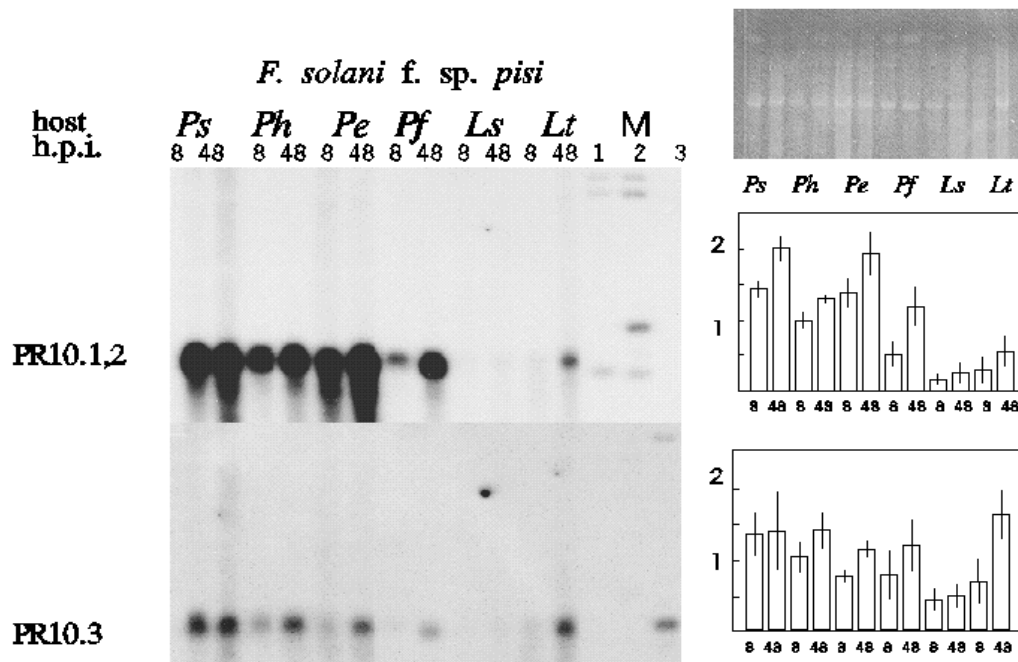 F. solani f. sp. pisi
host Ps Ph Pe Pf Ls Lt M
h.p.i. 8 48 8 48 8 48 8 48 8 48 8 48 1 2 3
PR10.1,2
PR10.3
Ps Ph Pe Pf Ls Lt
2
1
8 48 8 48 8 48 8 48 8 48 8 48
2
1
8 48 8 48 8 48 8 48 8 48 8 48